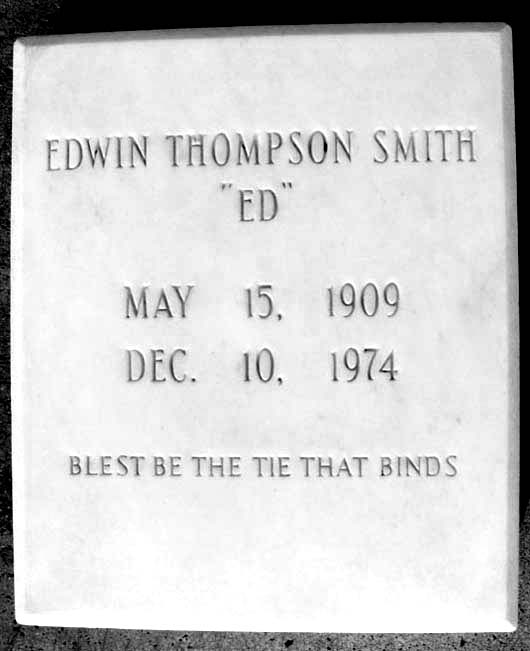 EDWIN THOMPSON SMITH
"ED"
MAY 15, 1909
DEC. 10, 1974
BLEST BE THE TIE THAT BINDS